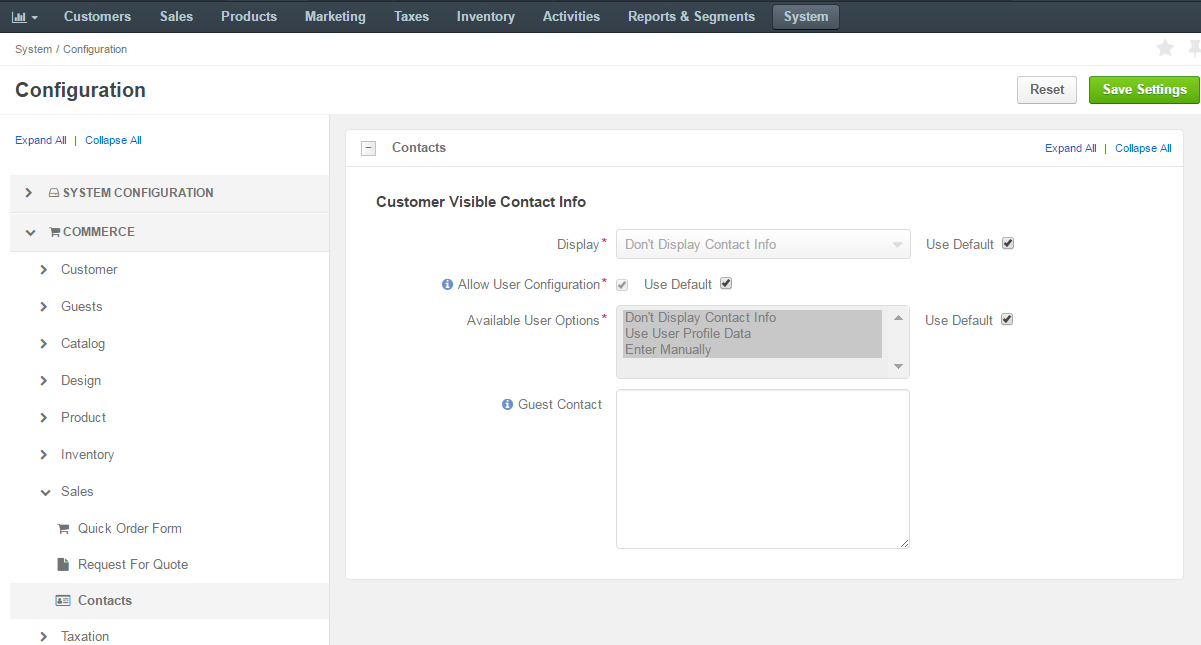 Customers Sales Products Marketing Taxes Inventory Activities Reports & Segments System
System / Configuration
Configuration
Reset Save Settings
Expand All | Collapse All
SYSTEM CONFIGURATION
COMMERCE
Customer
Guests
Catalog
Design
Product
Inventory
Sales
Quick Order Form
Request For Quote
Contacts
Taxation
Contacts Expand All | Collapse All
Customer Visible Contact Info
Display* Don't Display Contact Info Use Default
Allow User Configuration* Use Default
Available User Options* Don't Display Contact Info Use Default
Use User Profile Data
Enter Manually
Guest Contact